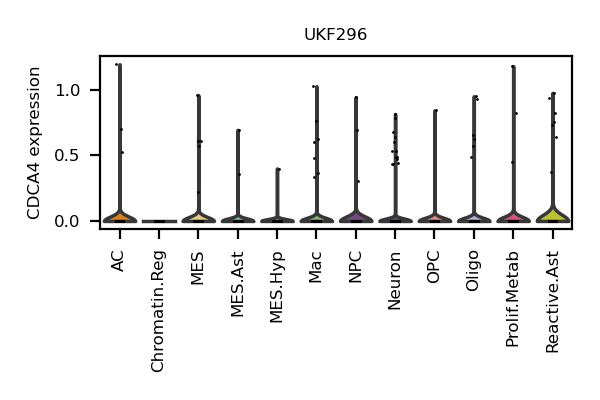 UKF296
CDCA4 expression
1.0
0.5
0.0
AC
Chromatin.Reg
MES
MES.Ast
MES.Hyp
Mac
NPC
Neuron
OPC
Oligo
Prolif.Metab
Reactive.Ast